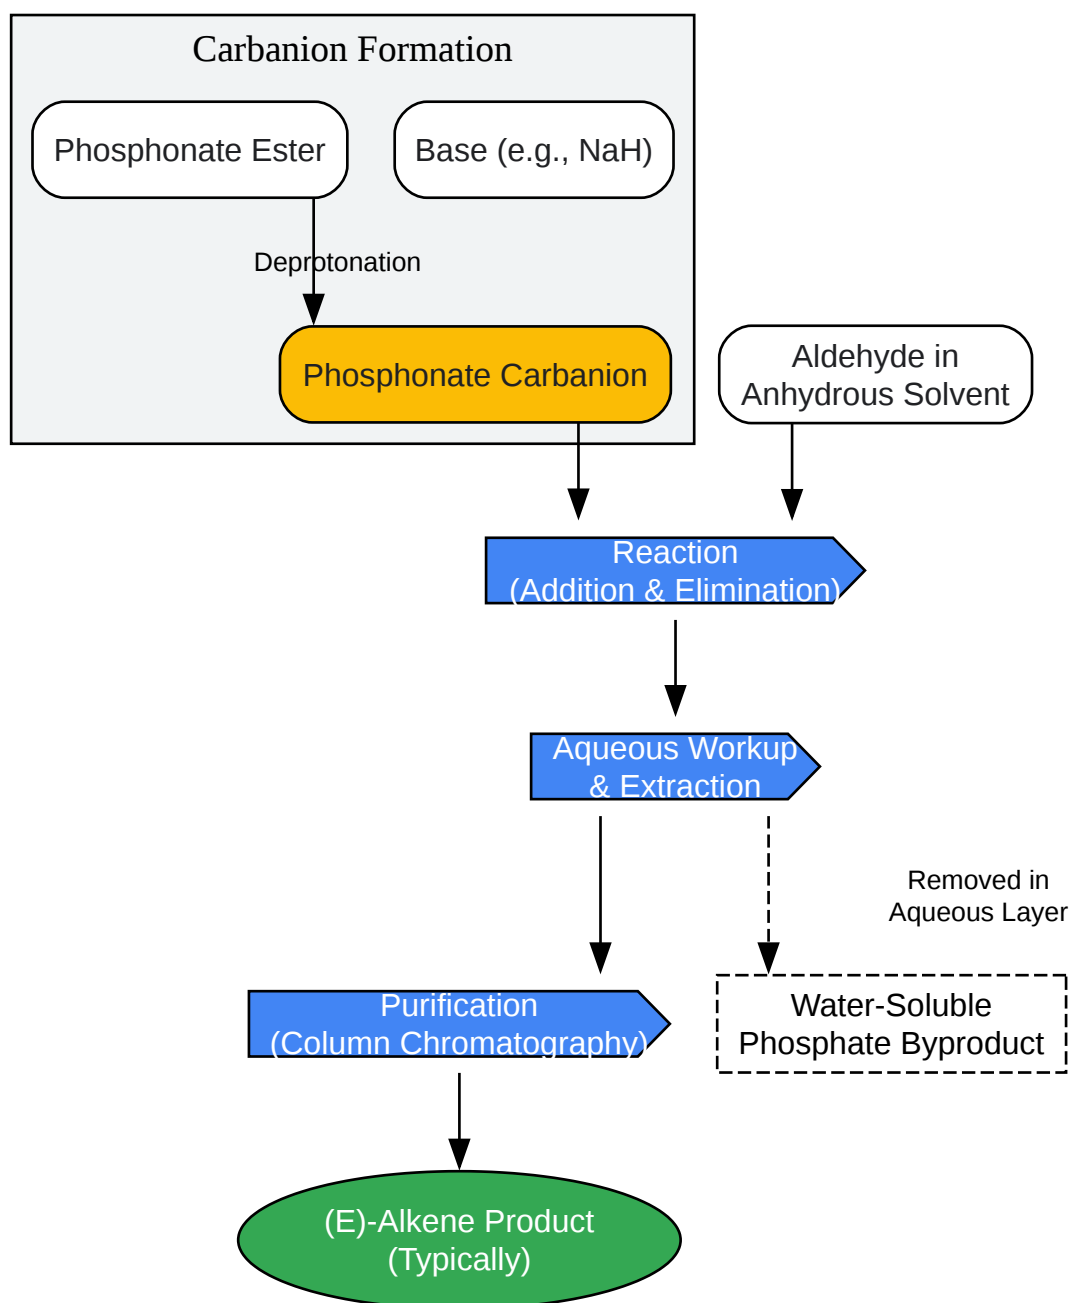 Carbanion Formation
Phosphonate Ester
Base (e.g., NaH)
Deprotonation
Phosphonate Carbanion
Aldehyde in
Anhydrous Solvent
Reaction
(Addition & Elimination)
Aqueous Workup
& Extraction
Removed in
Aqueous Layer
Purification
(Column Chromatography)
Water-Soluble
Phosphate Byproduct
(E)-Alkene Product
(Typically)